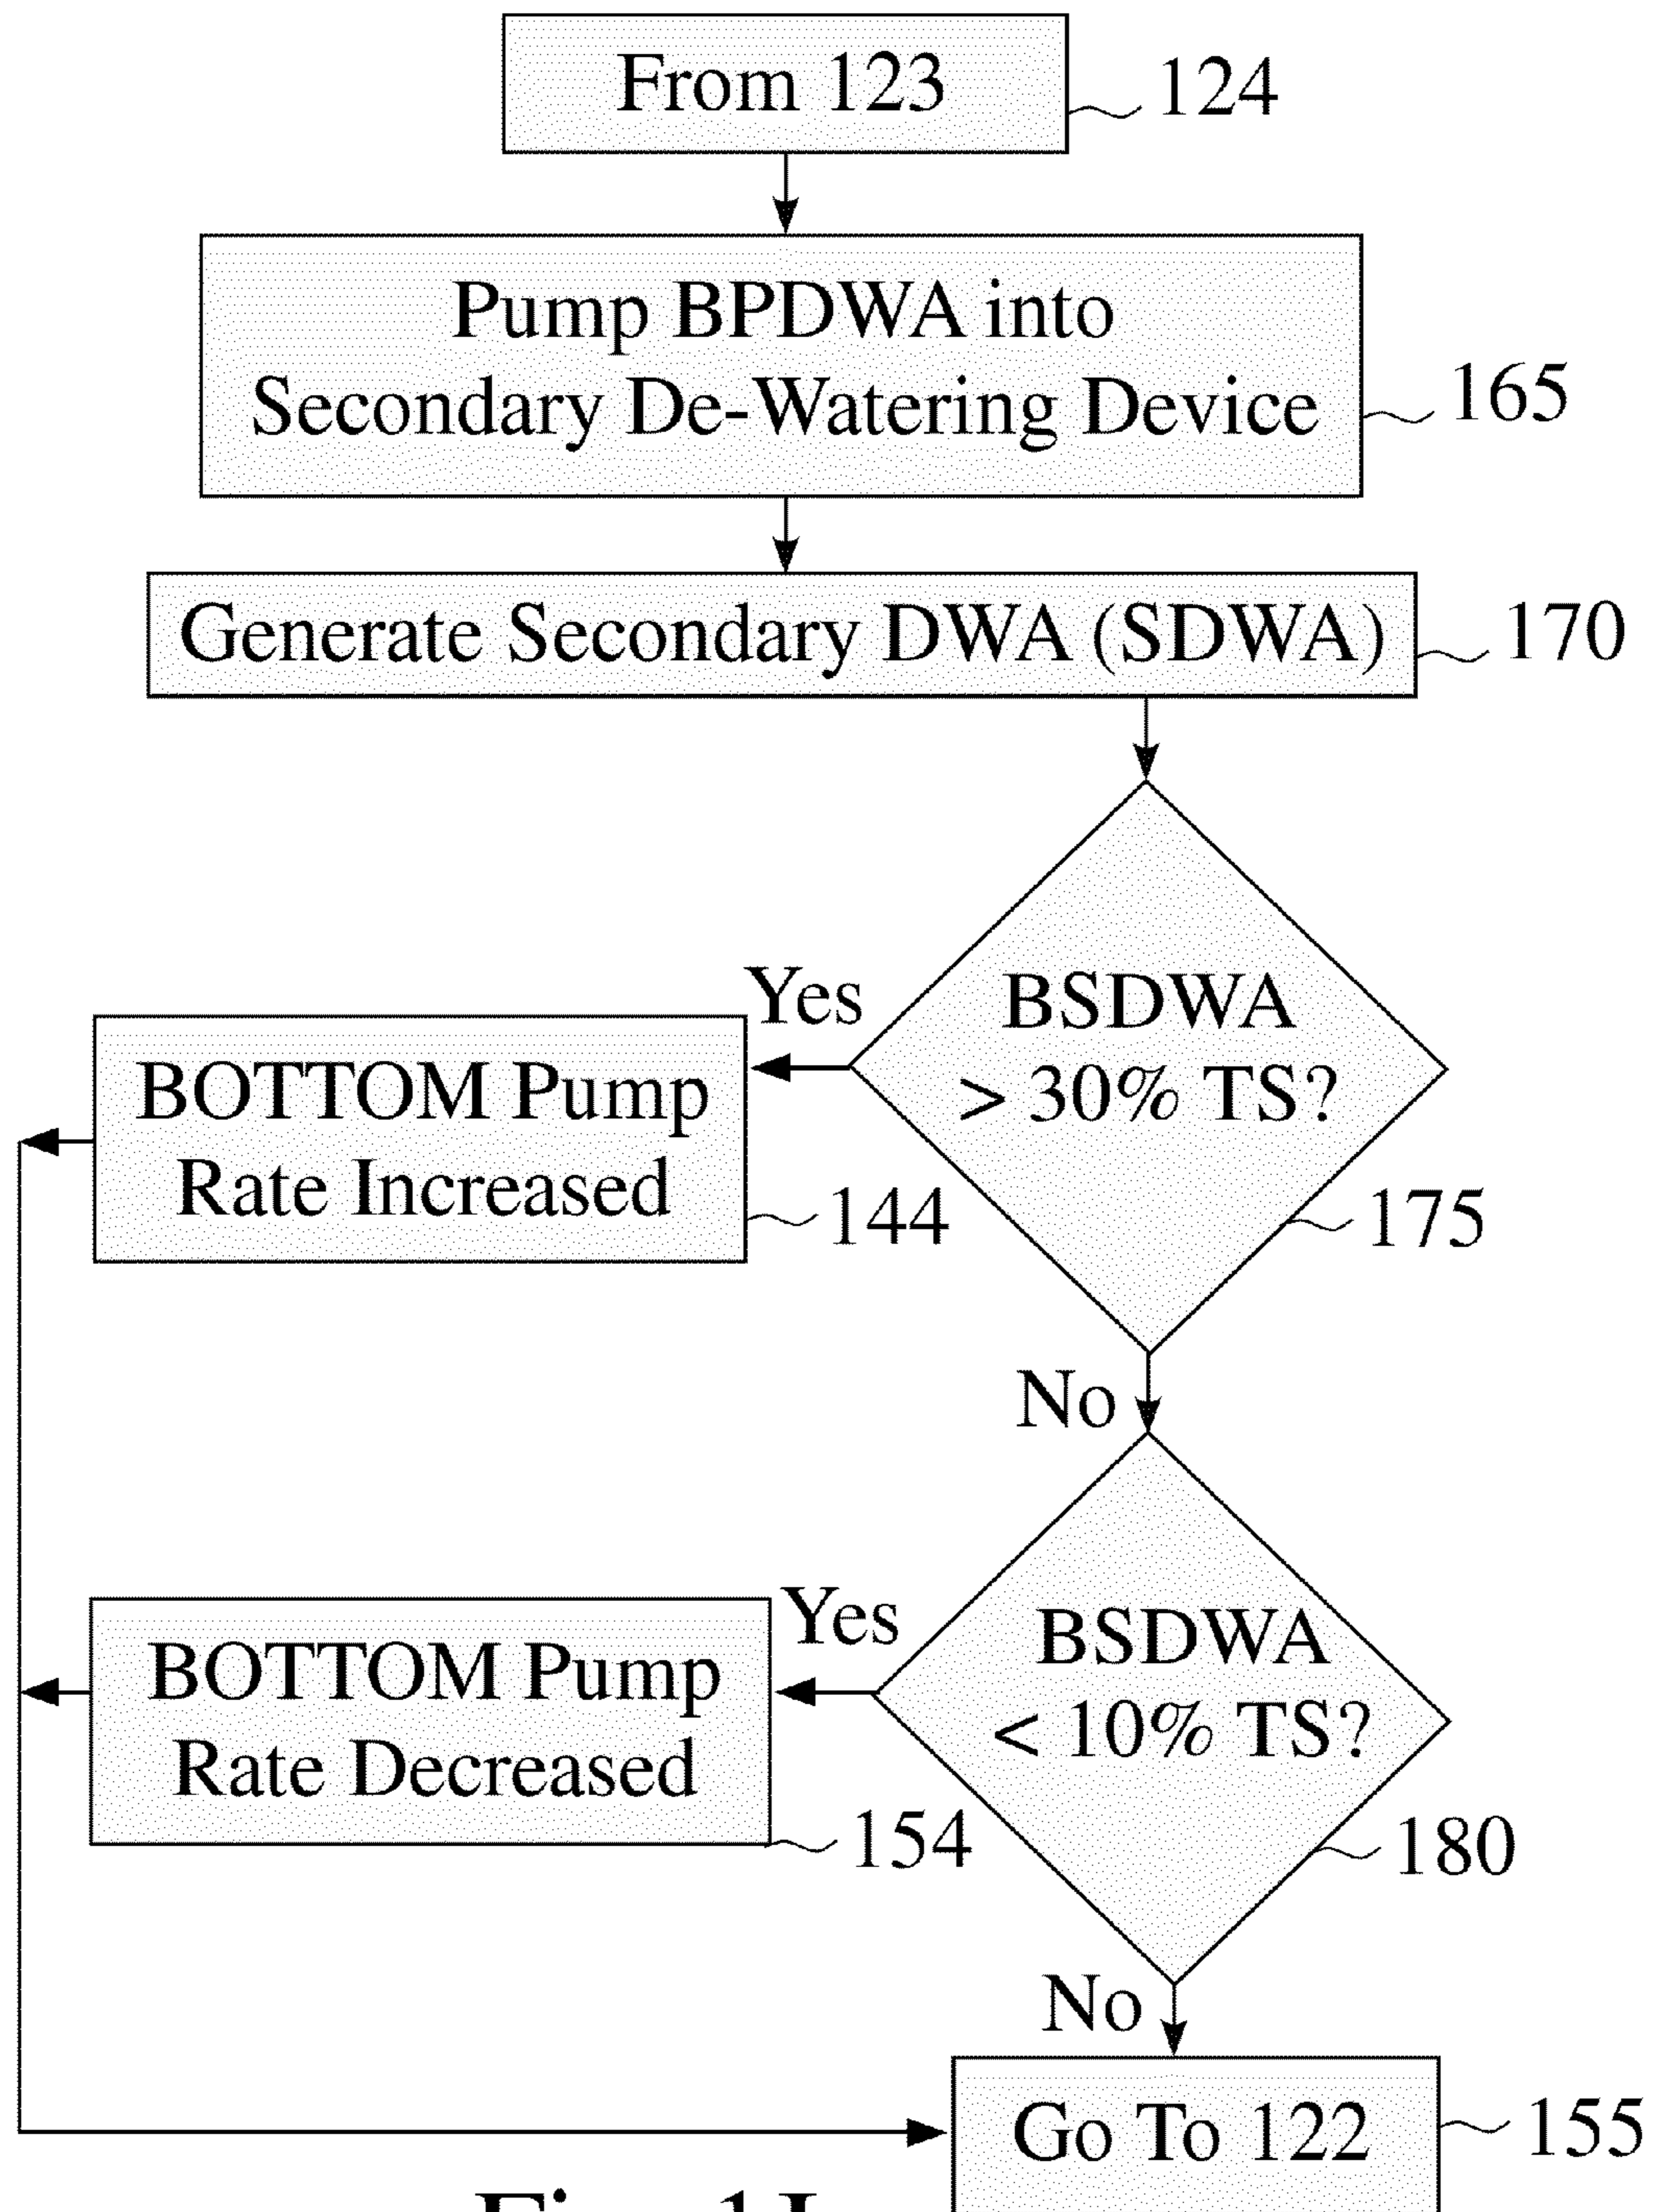 From 123
124
Pump BPDWA into
Secondary De-Watering Device
165
Generate Secondary DWA (SDWA)
170
BSDWA
> 30% TS?
175
Yes
BOTTOM Pump
Rate Increased
144
No
BSDWA
< 10% TS?
180
Yes
BOTTOM Pump
Rate Decreased
154
No
Go To 122
155